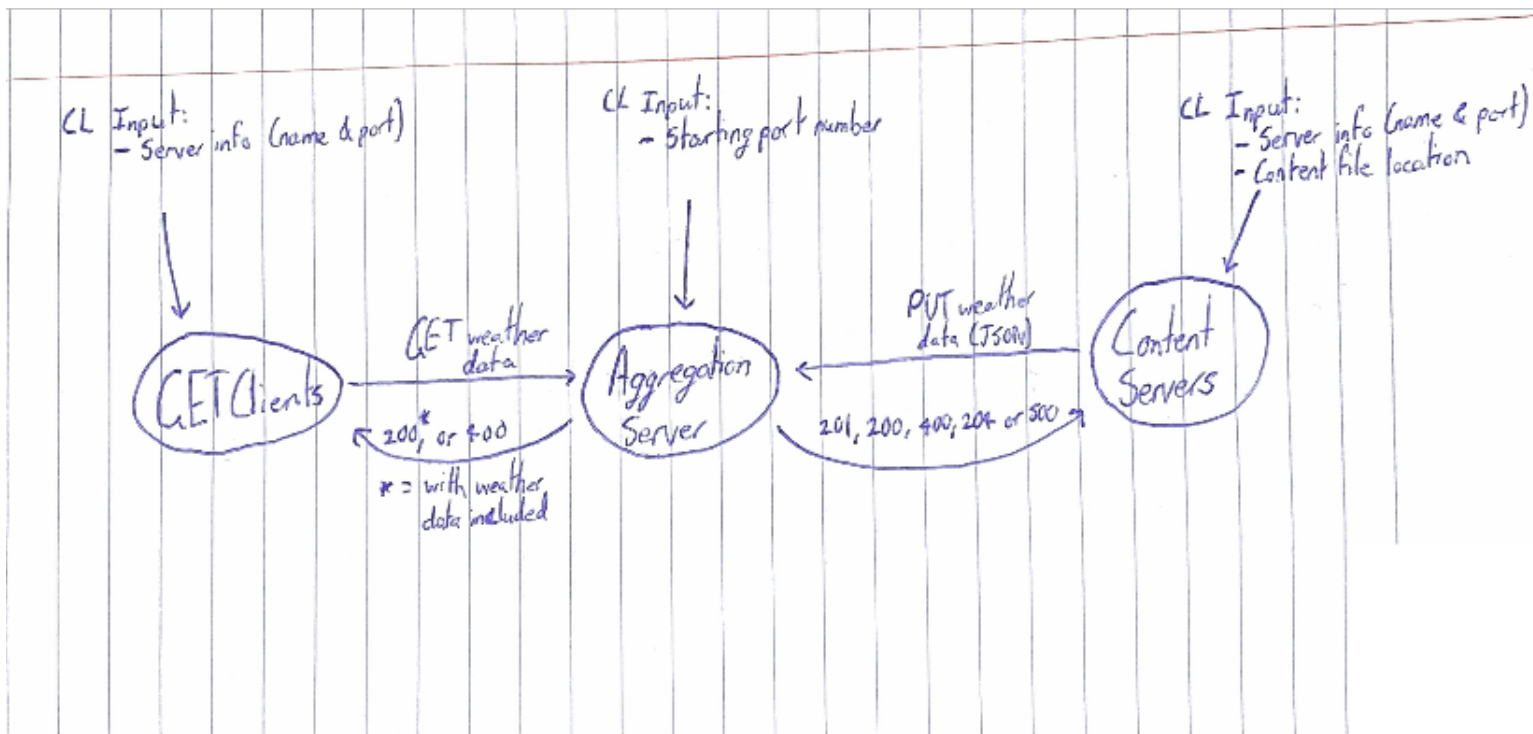 CL Input:
- Server info (name & port)
CL Input:
- Starting port number
CL Input:
- Server info (name & port)
- Content file location
GET Clients
GET weather
data
200,* or 400
* = with weather
data included
Aggregation
Server
PUT weather
data (JSON)
201, 200, 400, 204 or 500
Content
Servers